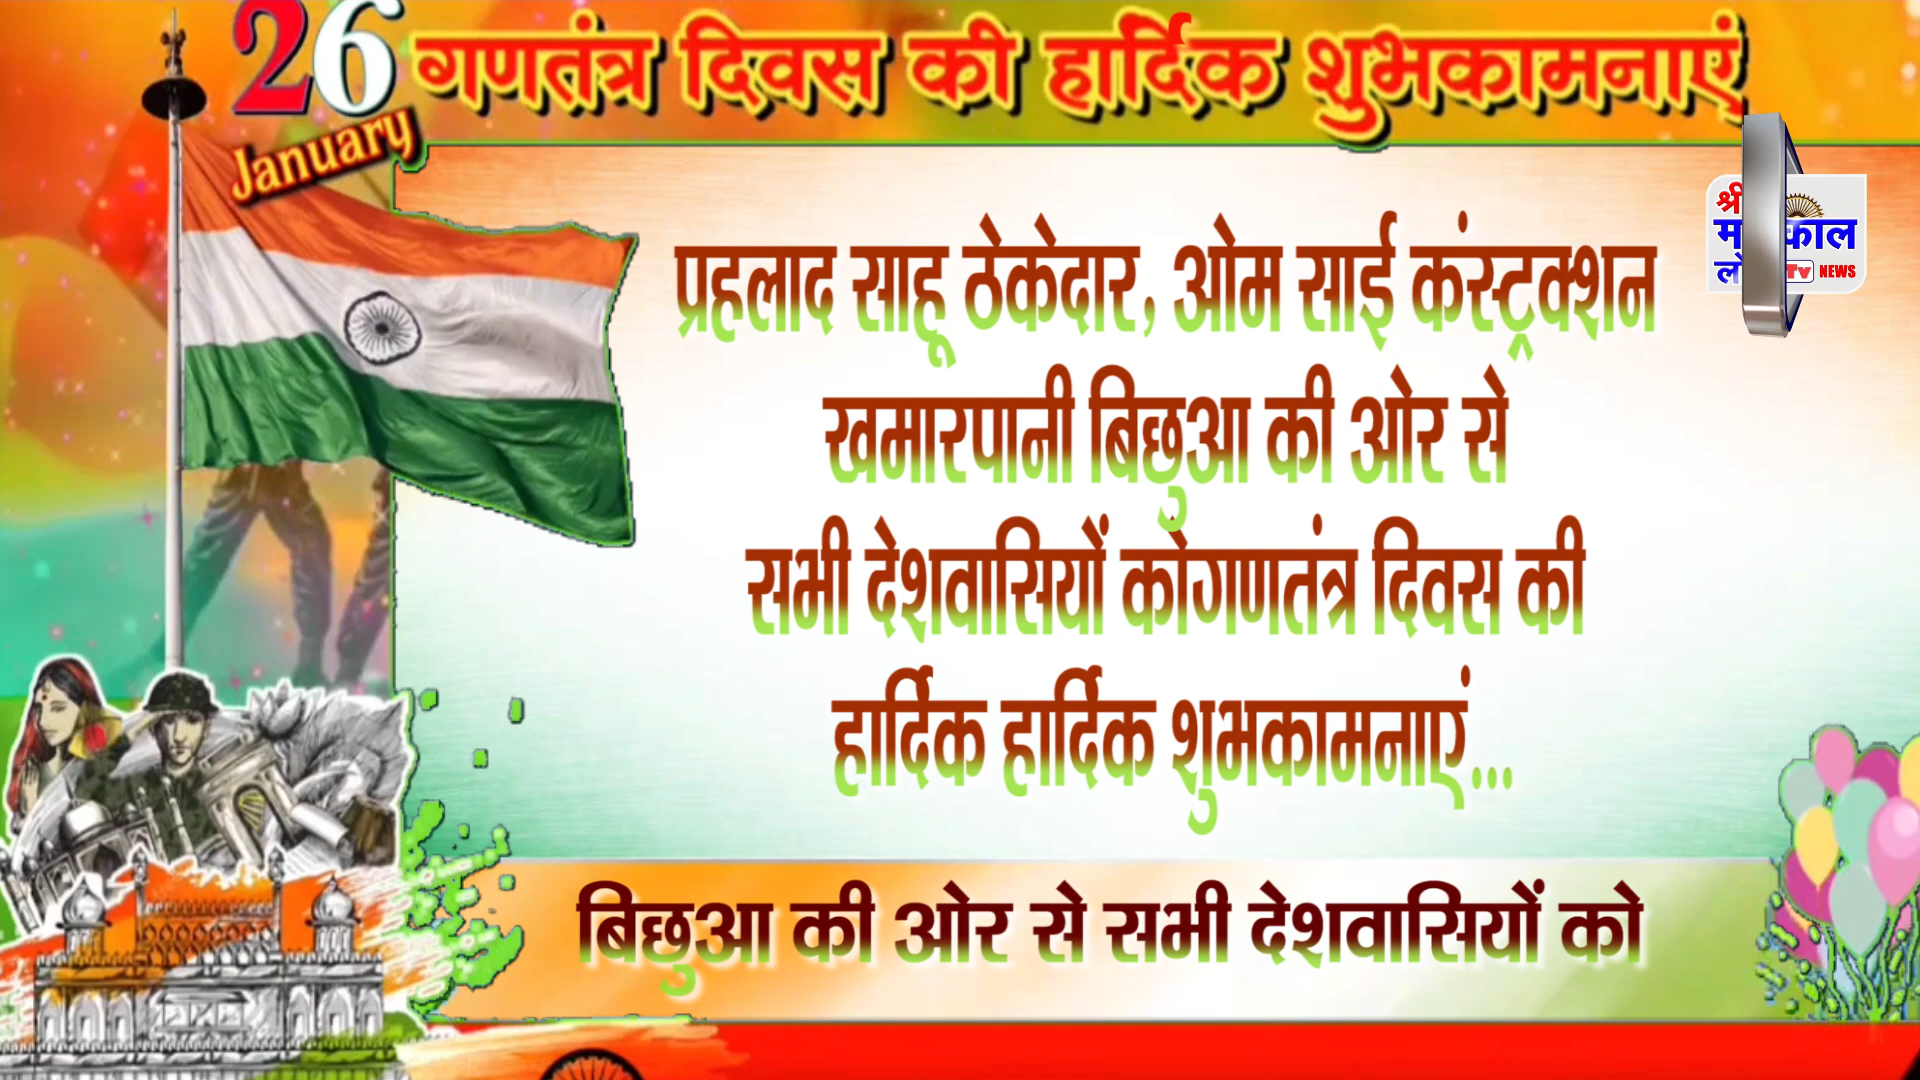 26 गणतंत्र दिवस की हार्दिक शुभकामनाएं
January
प्रहलाद साहू ठेकेदार, ओम साई कंस्ट्रक्शन
खमारपानी बिछुआ की ओर से
सभी देशवासियों कोगणतंत्र दिवस की
हार्दिक हार्दिक शुभकामनाएं...
बिछुआ की ओर से सभी देशवासियों को
श्री
Tv NEWS